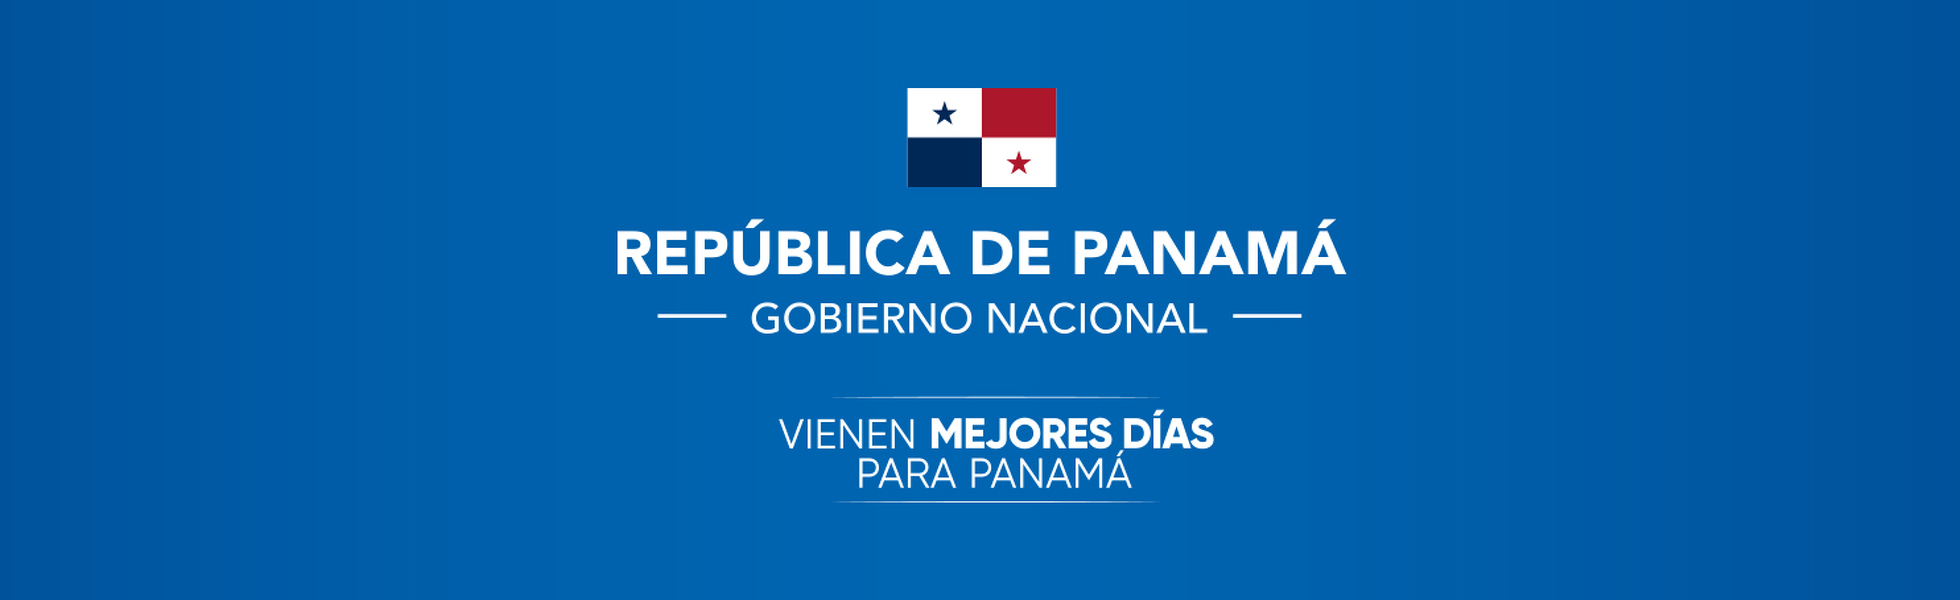 REPÚBLICA DE PANAMÁ
GOBIERNO NACIONAL
VIENEN MEJORES DÍAS
PARA PANAMÁ